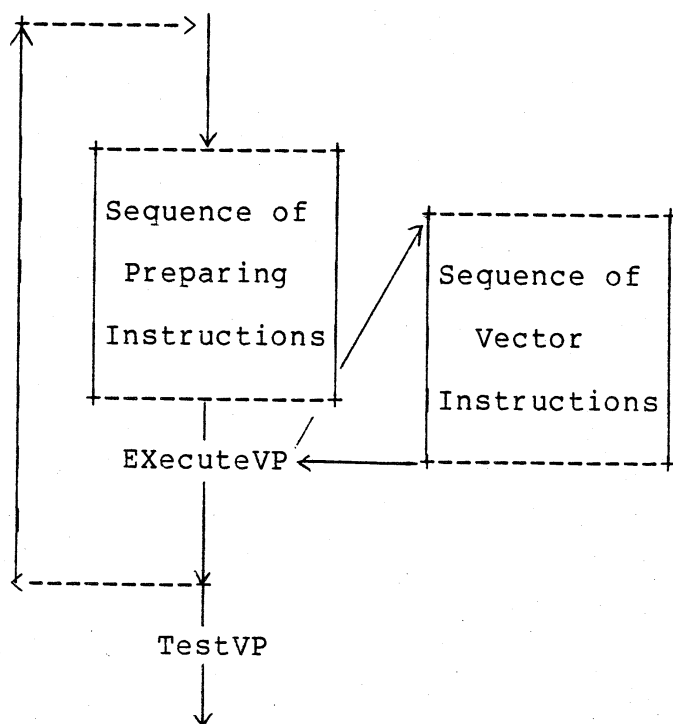 Sequence of
Preparing
Instructions
Sequence of
Vector
Instructions
EXecuteVP
TestVP